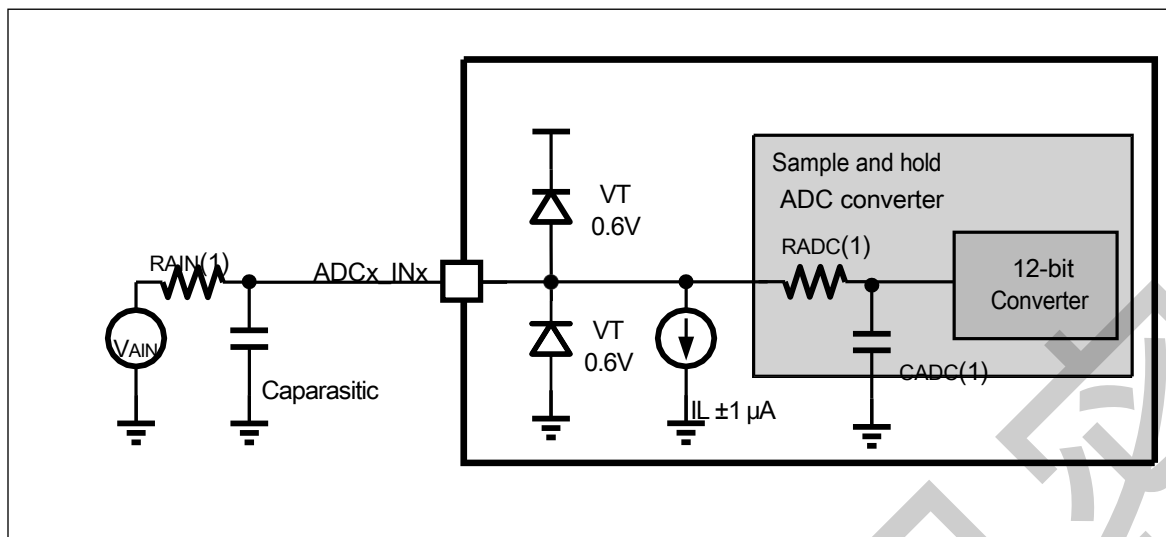 Sample and hold
ADC converter
VT
0.6V
RADC(1)
RAIN(1)
ADCx_INx
12-bit
Converter
VAIN
VT
0.6V
Caparasitic
CADC(1)
IL ±1 µA